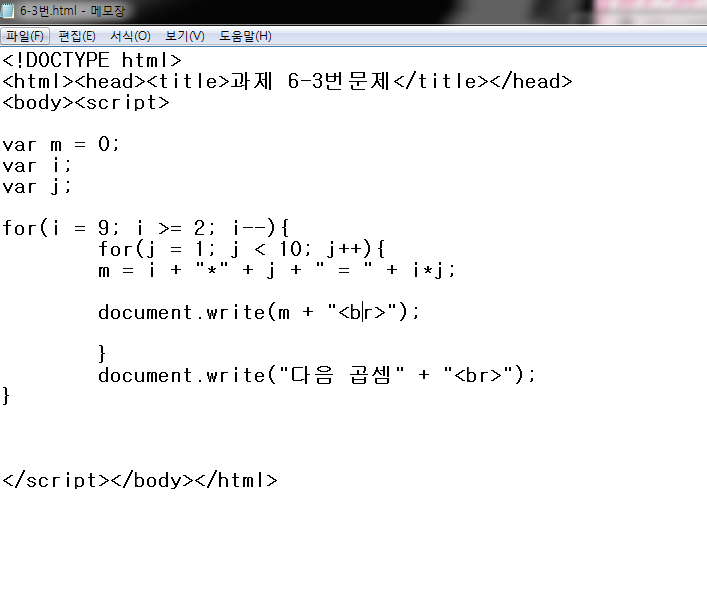 6-3번.html - 메모장
파일(F) 편집(E) 서식(O) 보기(V) 도움말(H)
<!DOCTYPE html>
<html><head><title>과제 6-3번문제</title></head>
<body><script>
var m = 0;
var i;
var j;
for(i = 9; i >= 2; i--){
for(j = 1; j < 10; j++){
m = i + "*" + j + " = " + i*j;
document.write(m + "<br>");
}
document.write("다음 곱셈" + "<br>");
}
</script></body></html>